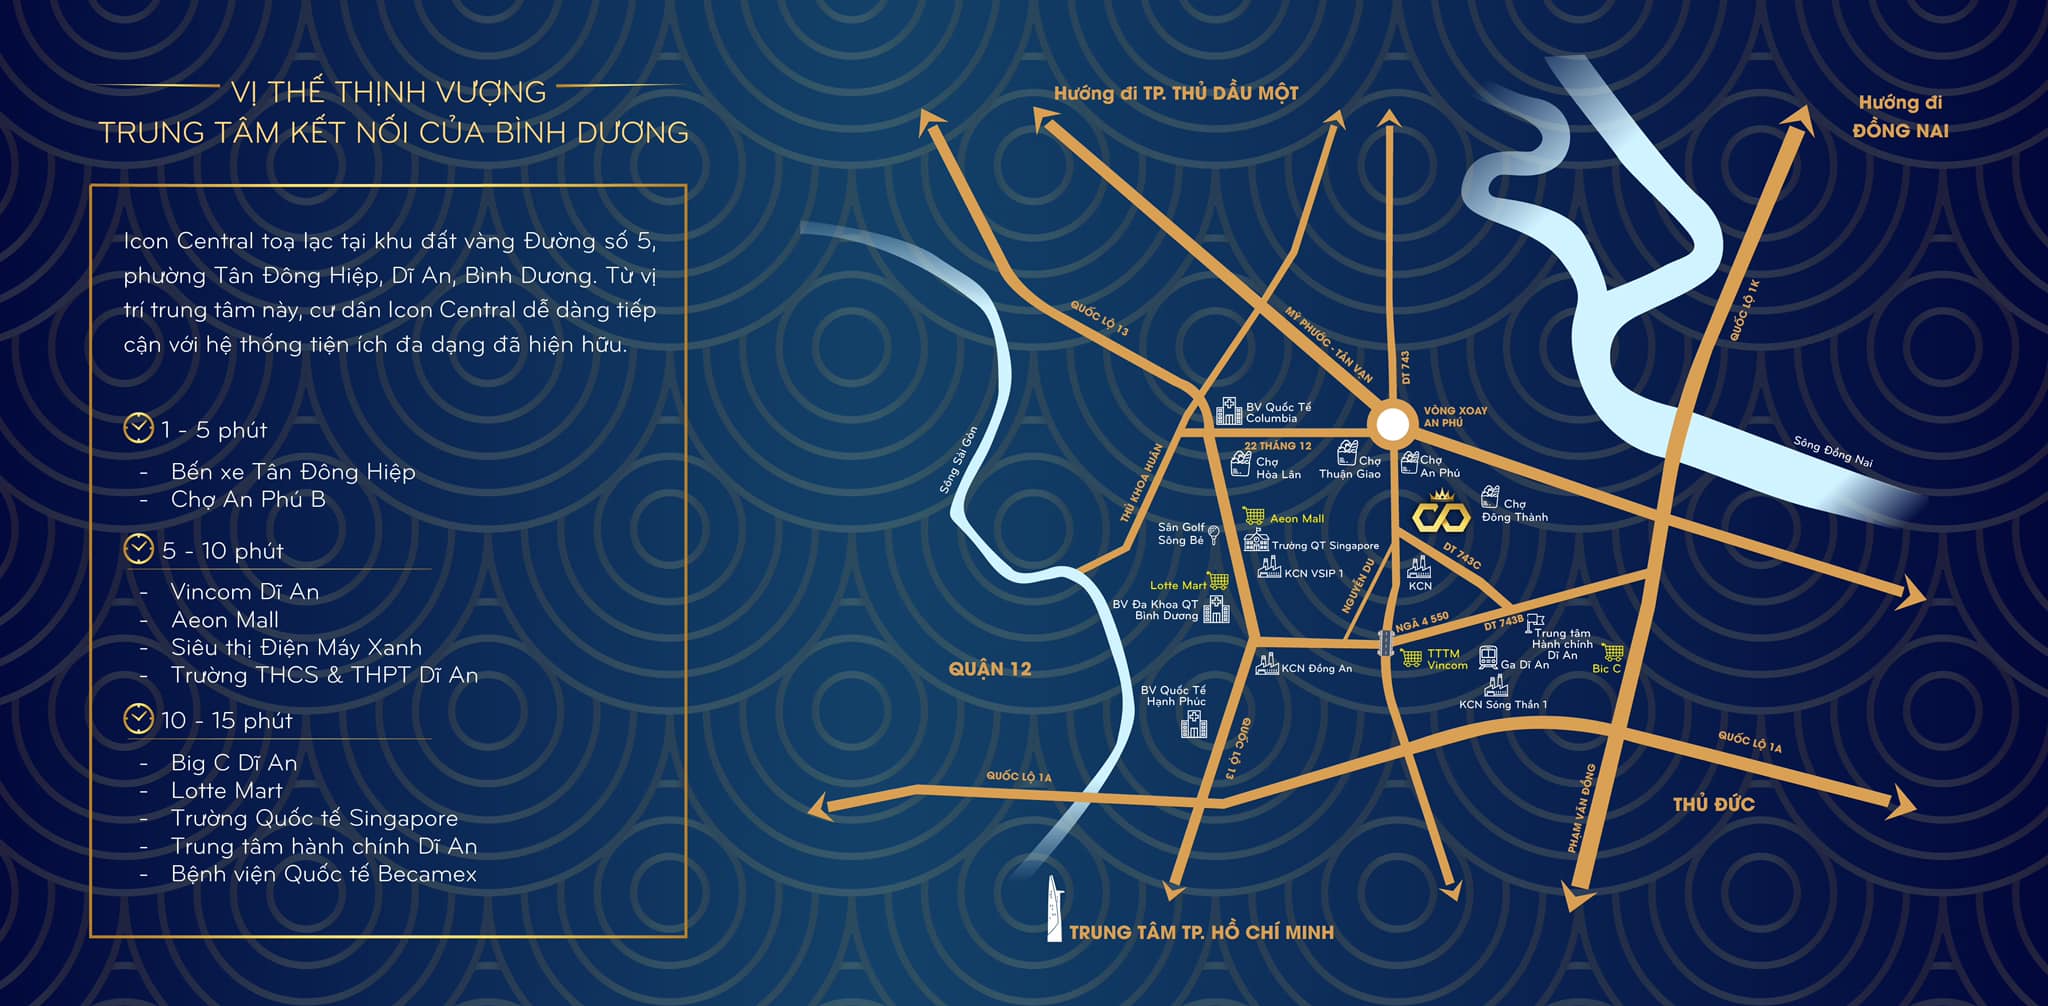 VỊ THẾ THỊNH VƯỢNG
TRUNG TÂM KẾT NỐI CỦA BÌNH DƯƠNG
Icon Central toạ lạc tại khu đất vàng Đường số 5,
phường Tân Đông Hiệp, Dĩ An, Bình Dương. Từ vị
trí trung tâm này, cư dân Icon Central dễ dàng tiếp
cận với hệ thống tiện ích đa dạng đã hiện hữu.
1 - 5 phút
- Bến xe Tân Đông Hiệp
- Chợ An Phú B
5 - 10 phút
- Vincom Dĩ An
- Aeon Mall
- Siêu thị Điện Máy Xanh
- Trường THCS & THPT Dĩ An
10 - 15 phút
- Big C Dĩ An
- Lotte Mart
- Trường Quốc tế Singapore
- Trung tâm hành chính Dĩ An
- Bệnh viện Quốc tế Becamex
Hướng đi TP. THỦ DẦU MỘT
Hướng đi
ĐỒNG NAI
QUỐC LỘ 13
MỸ PHƯỚC - TÂN VẠN
DT 743
QUỐC LỘ 1K
BV Quốc Tế
Columbia
VÒNG XOAY
AN PHÚ
22 THÁNG 12
Chợ
Hòa Lân
Chợ
Thuận Giao
Chợ
An Phú
Sông Sài Gòn
THỦ KHOA HUÂN
Sông Đồng Nai
Chợ
Đông Thành
Sân Golf
Sông Bé
Aeon Mall
Trường QT Singapore
KCN VSIP 1
DT 743C
NGUYỄN DU
KCN
Lotte Mart
BV Đa Khoa QT
Bình Dương
NGÃ 4 550
DT 743B
Trung tâm
Hành chính
Dĩ An
QUẬN 12
KCN Đồng An
TTTM
Vincom
Ga Dĩ An
Bic C
BV Quốc Tế
Hạnh Phúc
KCN Sóng Thần 1
QUỐC LỘ 13
QUỐC LỘ 1A
QUỐC LỘ 1A
PHẠM VĂN ĐỒNG
THỦ ĐỨC
TRUNG TÂM TP. HỒ CHÍ MINH